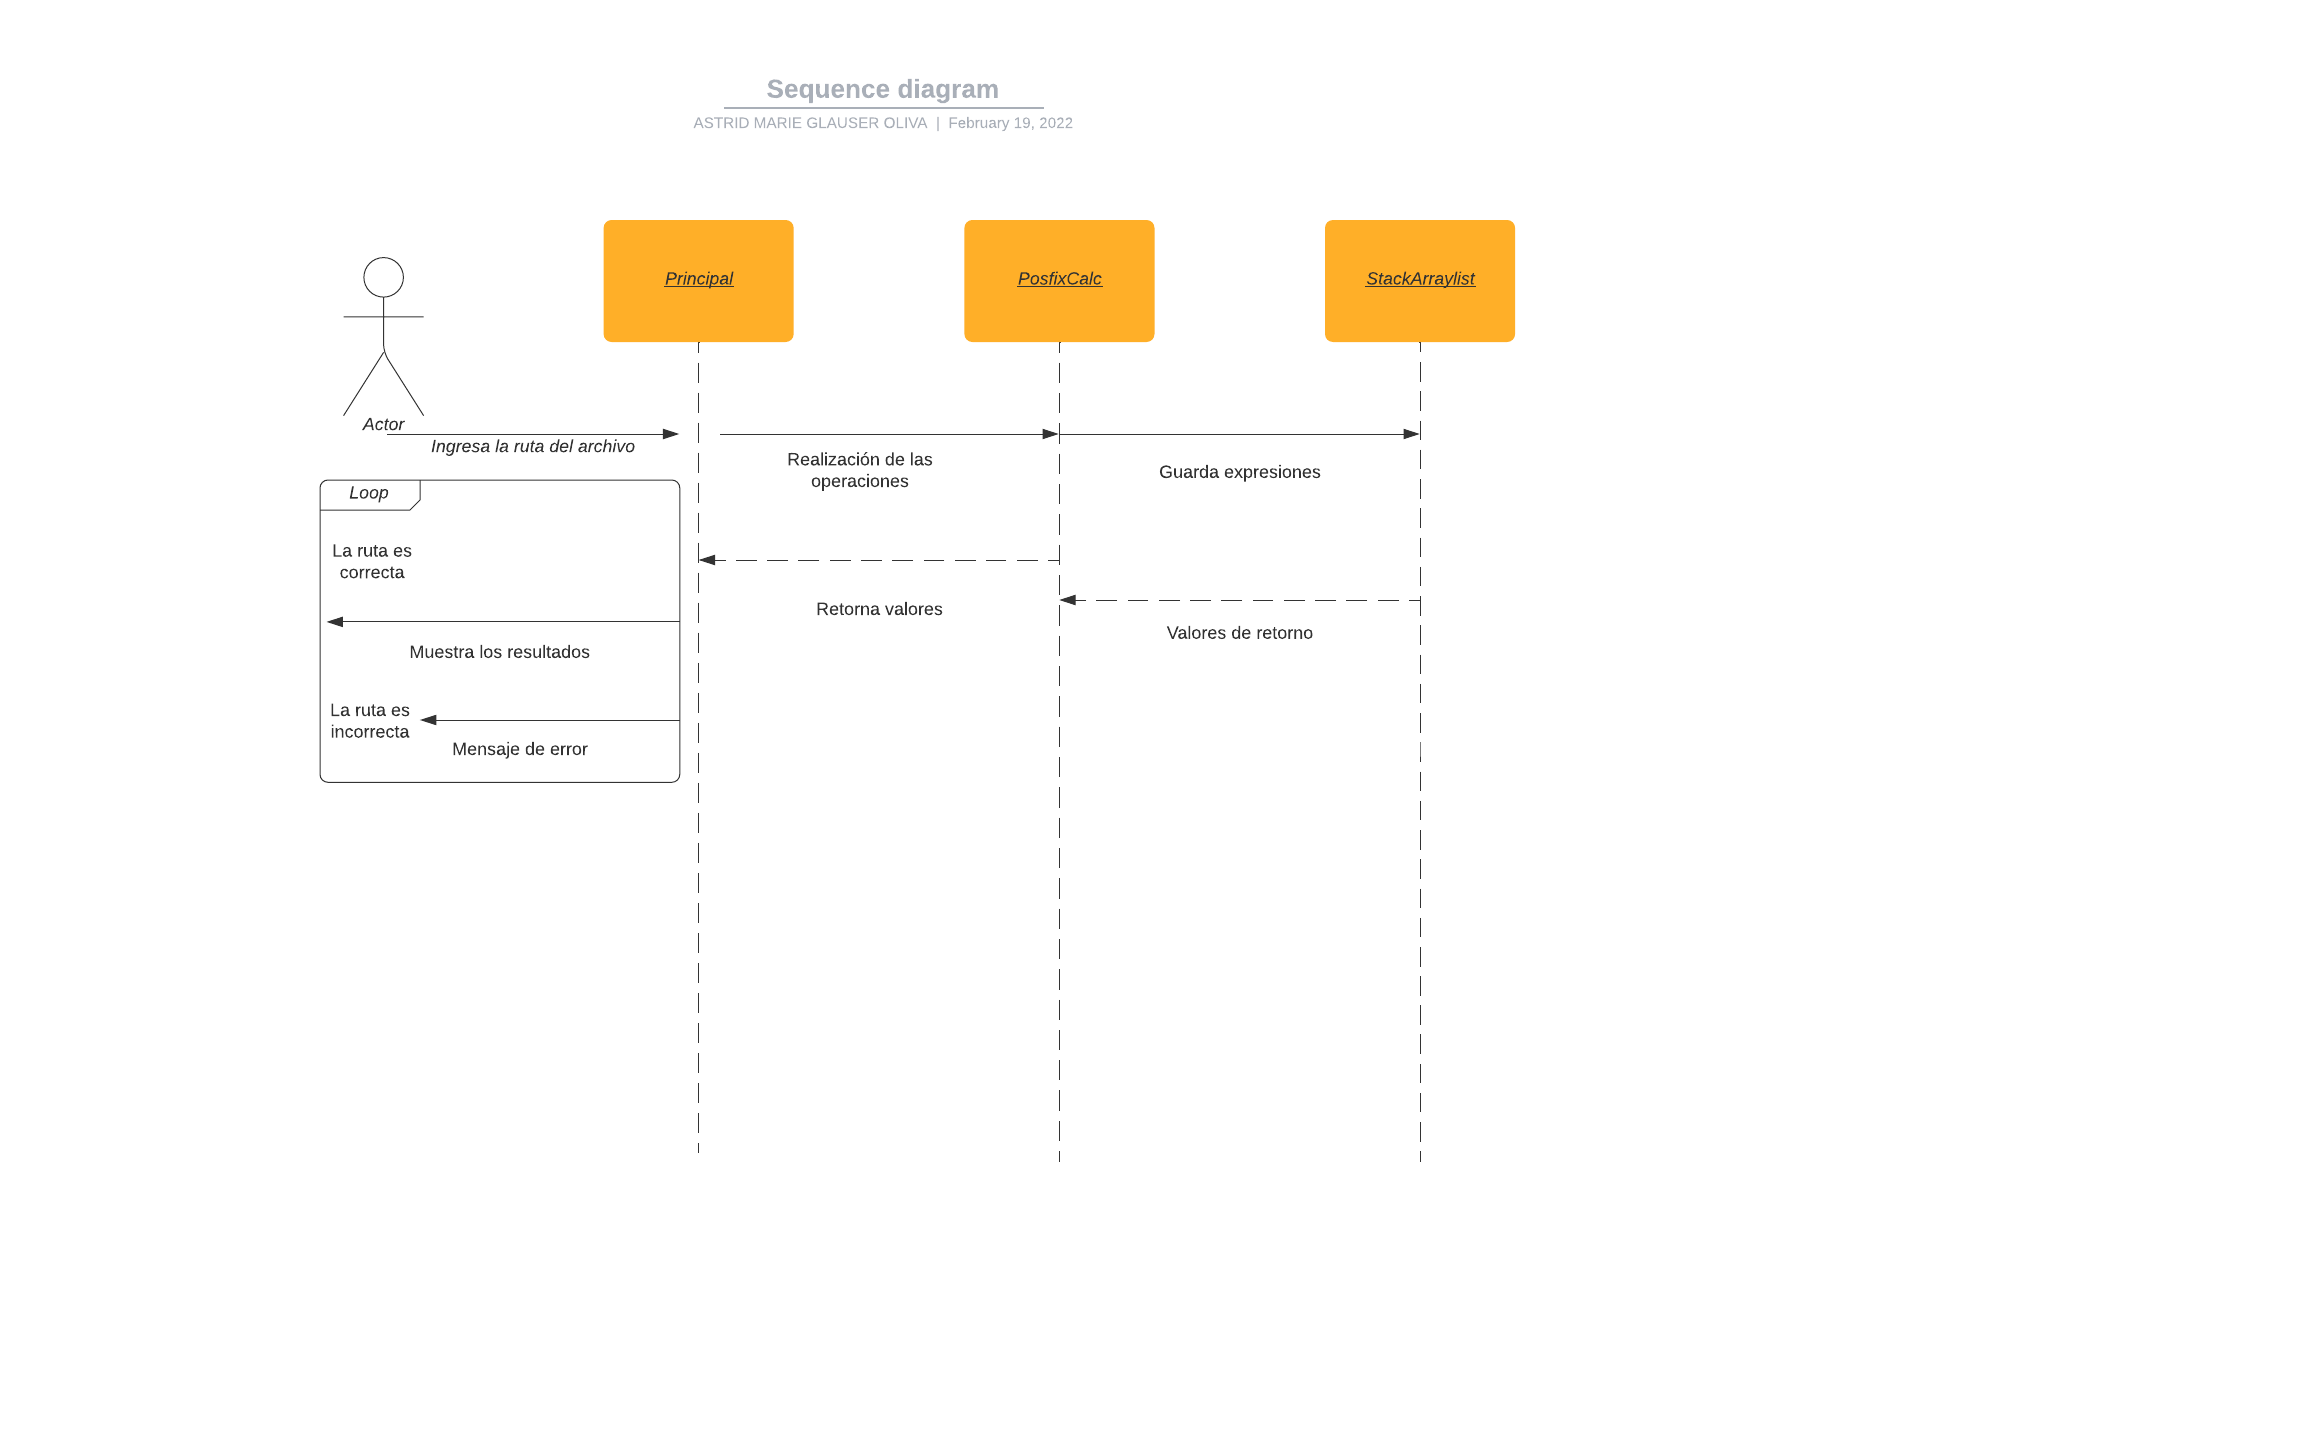 Sequence diagram
ASTRID MARIE GLAUSER OLIVA | February 19, 2022
Principal
PosfixCalc
StackArraylist
Actor
Ingresa la ruta del archivo
Realización de las
operaciones
Guarda expresiones
Loop
La ruta es
correcta
Retorna valores
Valores de retorno
Muestra los resultados
La ruta es
incorrecta
Mensaje de error